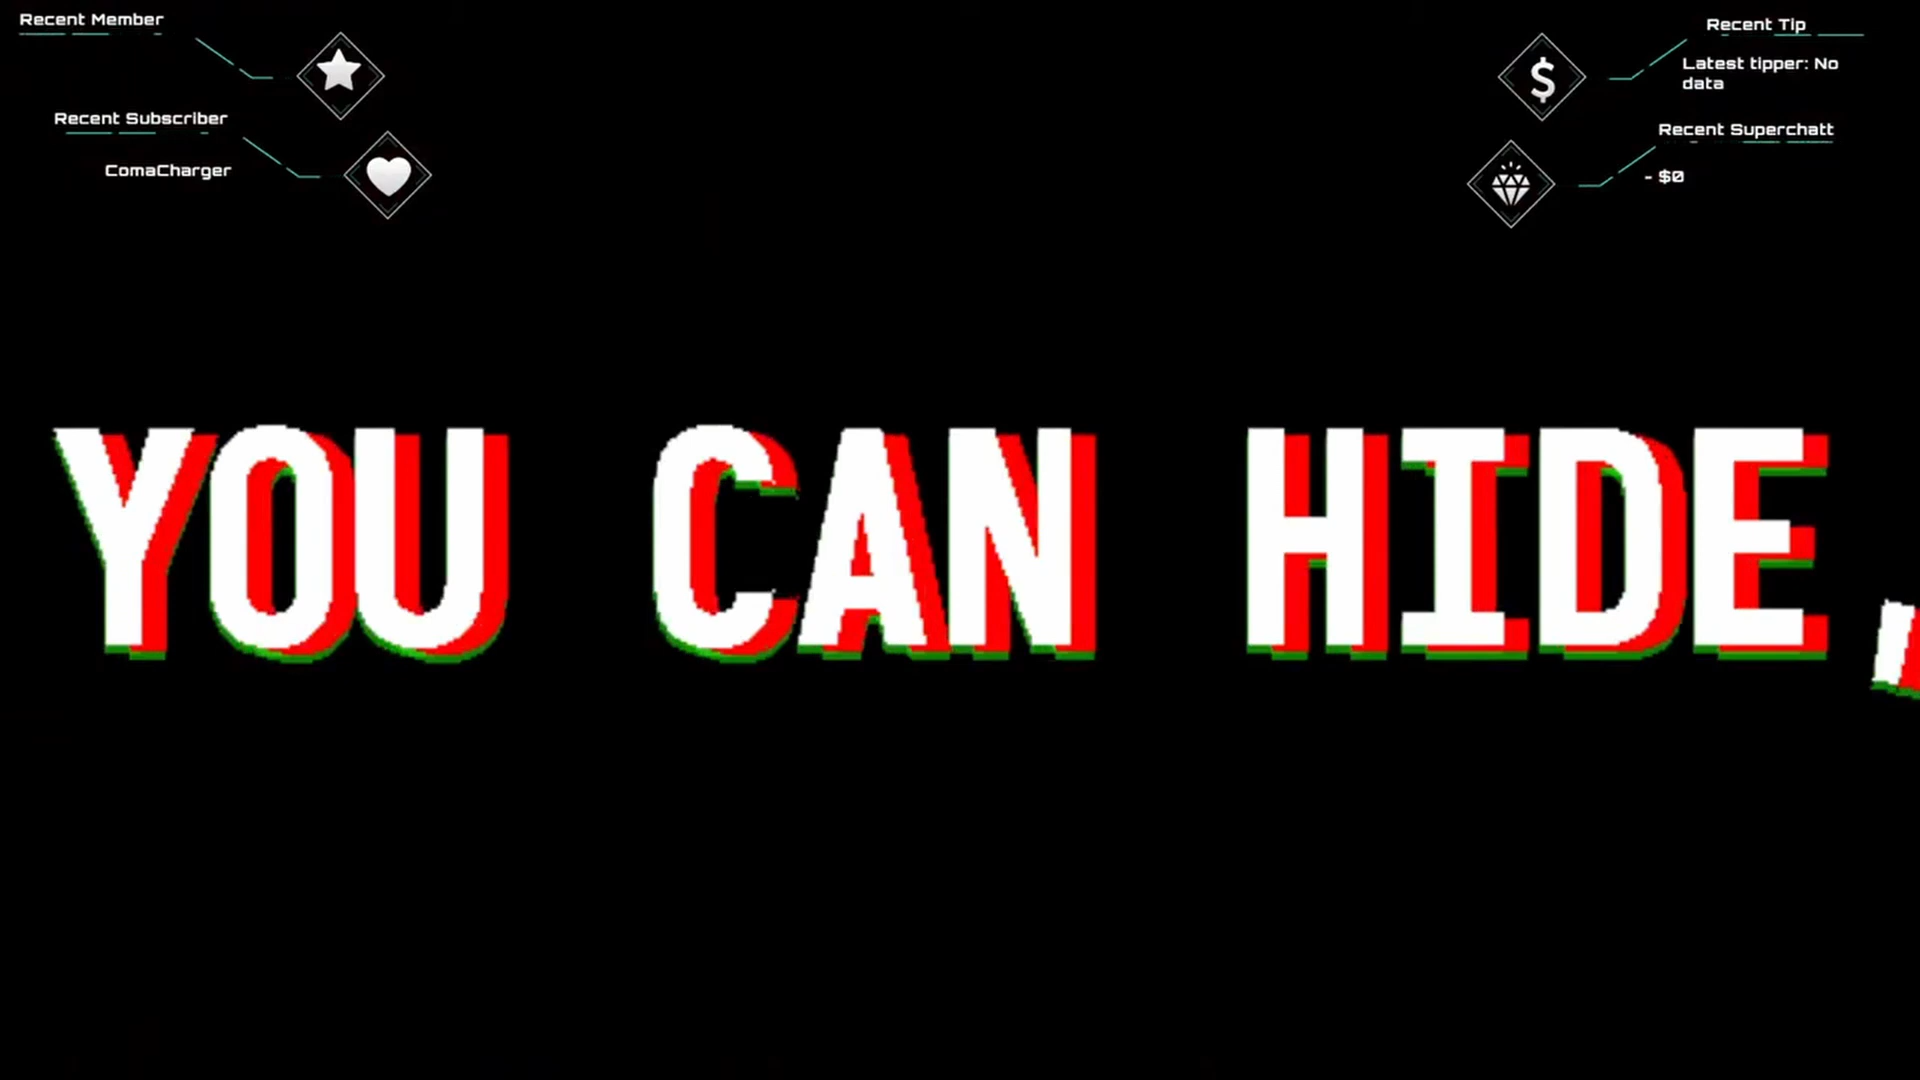 Recent Member
Recent Subscriber
ComaCharger
Recent Tip
Latest tipper: No
data
Recent Superchatt
- $0
YOU CAN HIDE,